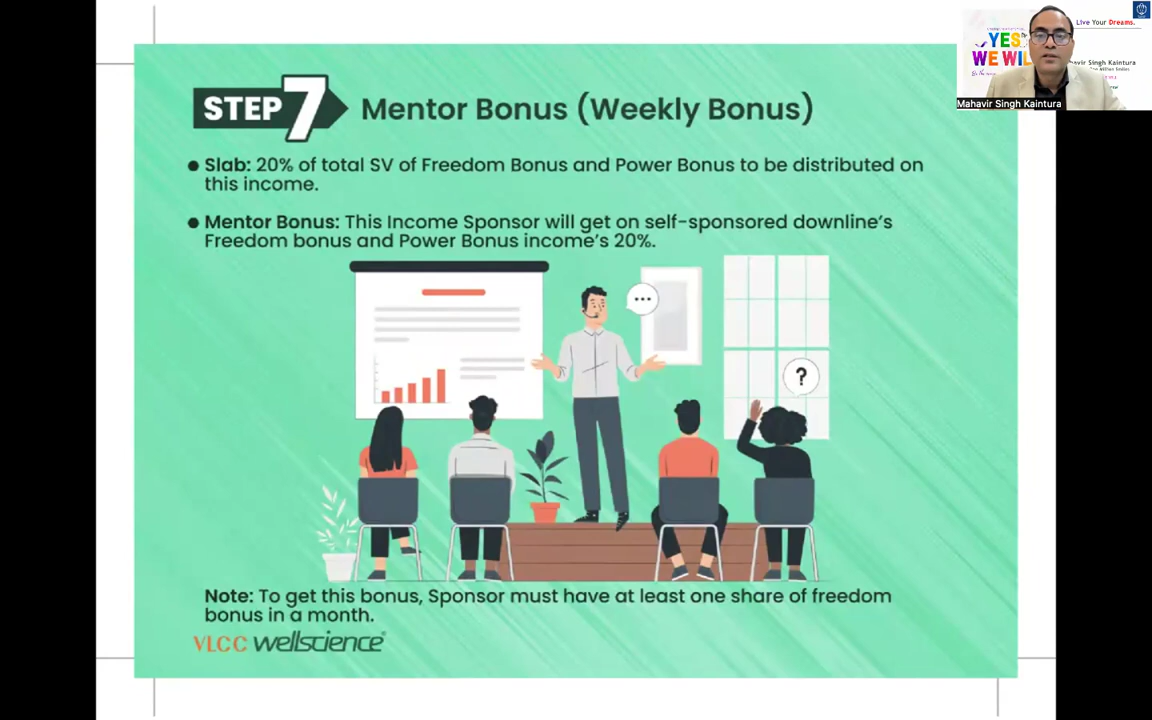 STEP 7 Mentor Bonus (Weekly Bonus)
● Slab: 20% of total SV of Freedom Bonus and Power Bonus to be distributed on
this income.
● Mentor Bonus: This Income Sponsor will get on self-sponsored downline's
Freedom bonus and Power Bonus income's 20%.
?
Note: To get this bonus, Sponsor must have at least one share of freedom
bonus in a month.
VLCC wellscience®
Live Your Dreams.
YES
WE WIL
avir Singh Kaintura
Mahavir Singh Kaintura